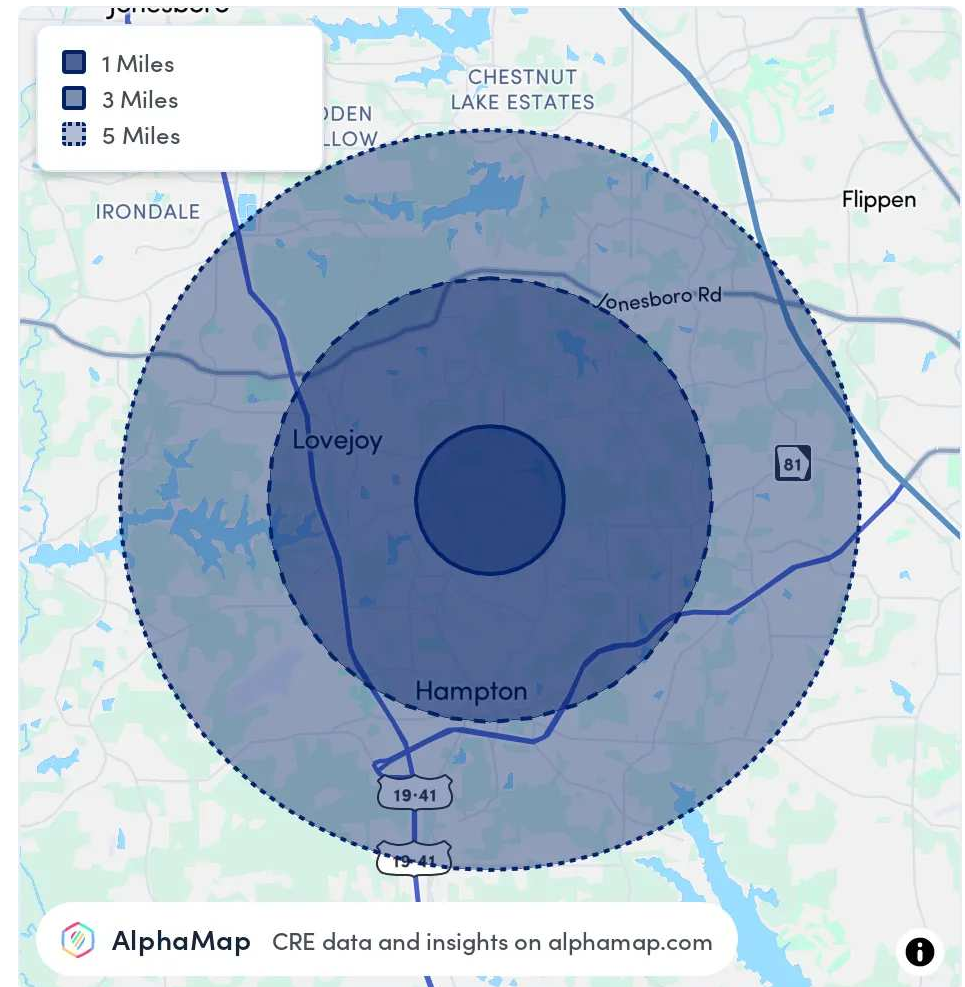 Jonesboro
1 Miles
3 Miles
5 Miles
CHESTNUT
LAKE ESTATES
IRONDALE
Flippen
Jonesboro Rd
Lovejoy
81
Hampton
19·41
19·41
AlphaMap CRE data and insights on alphamap.com